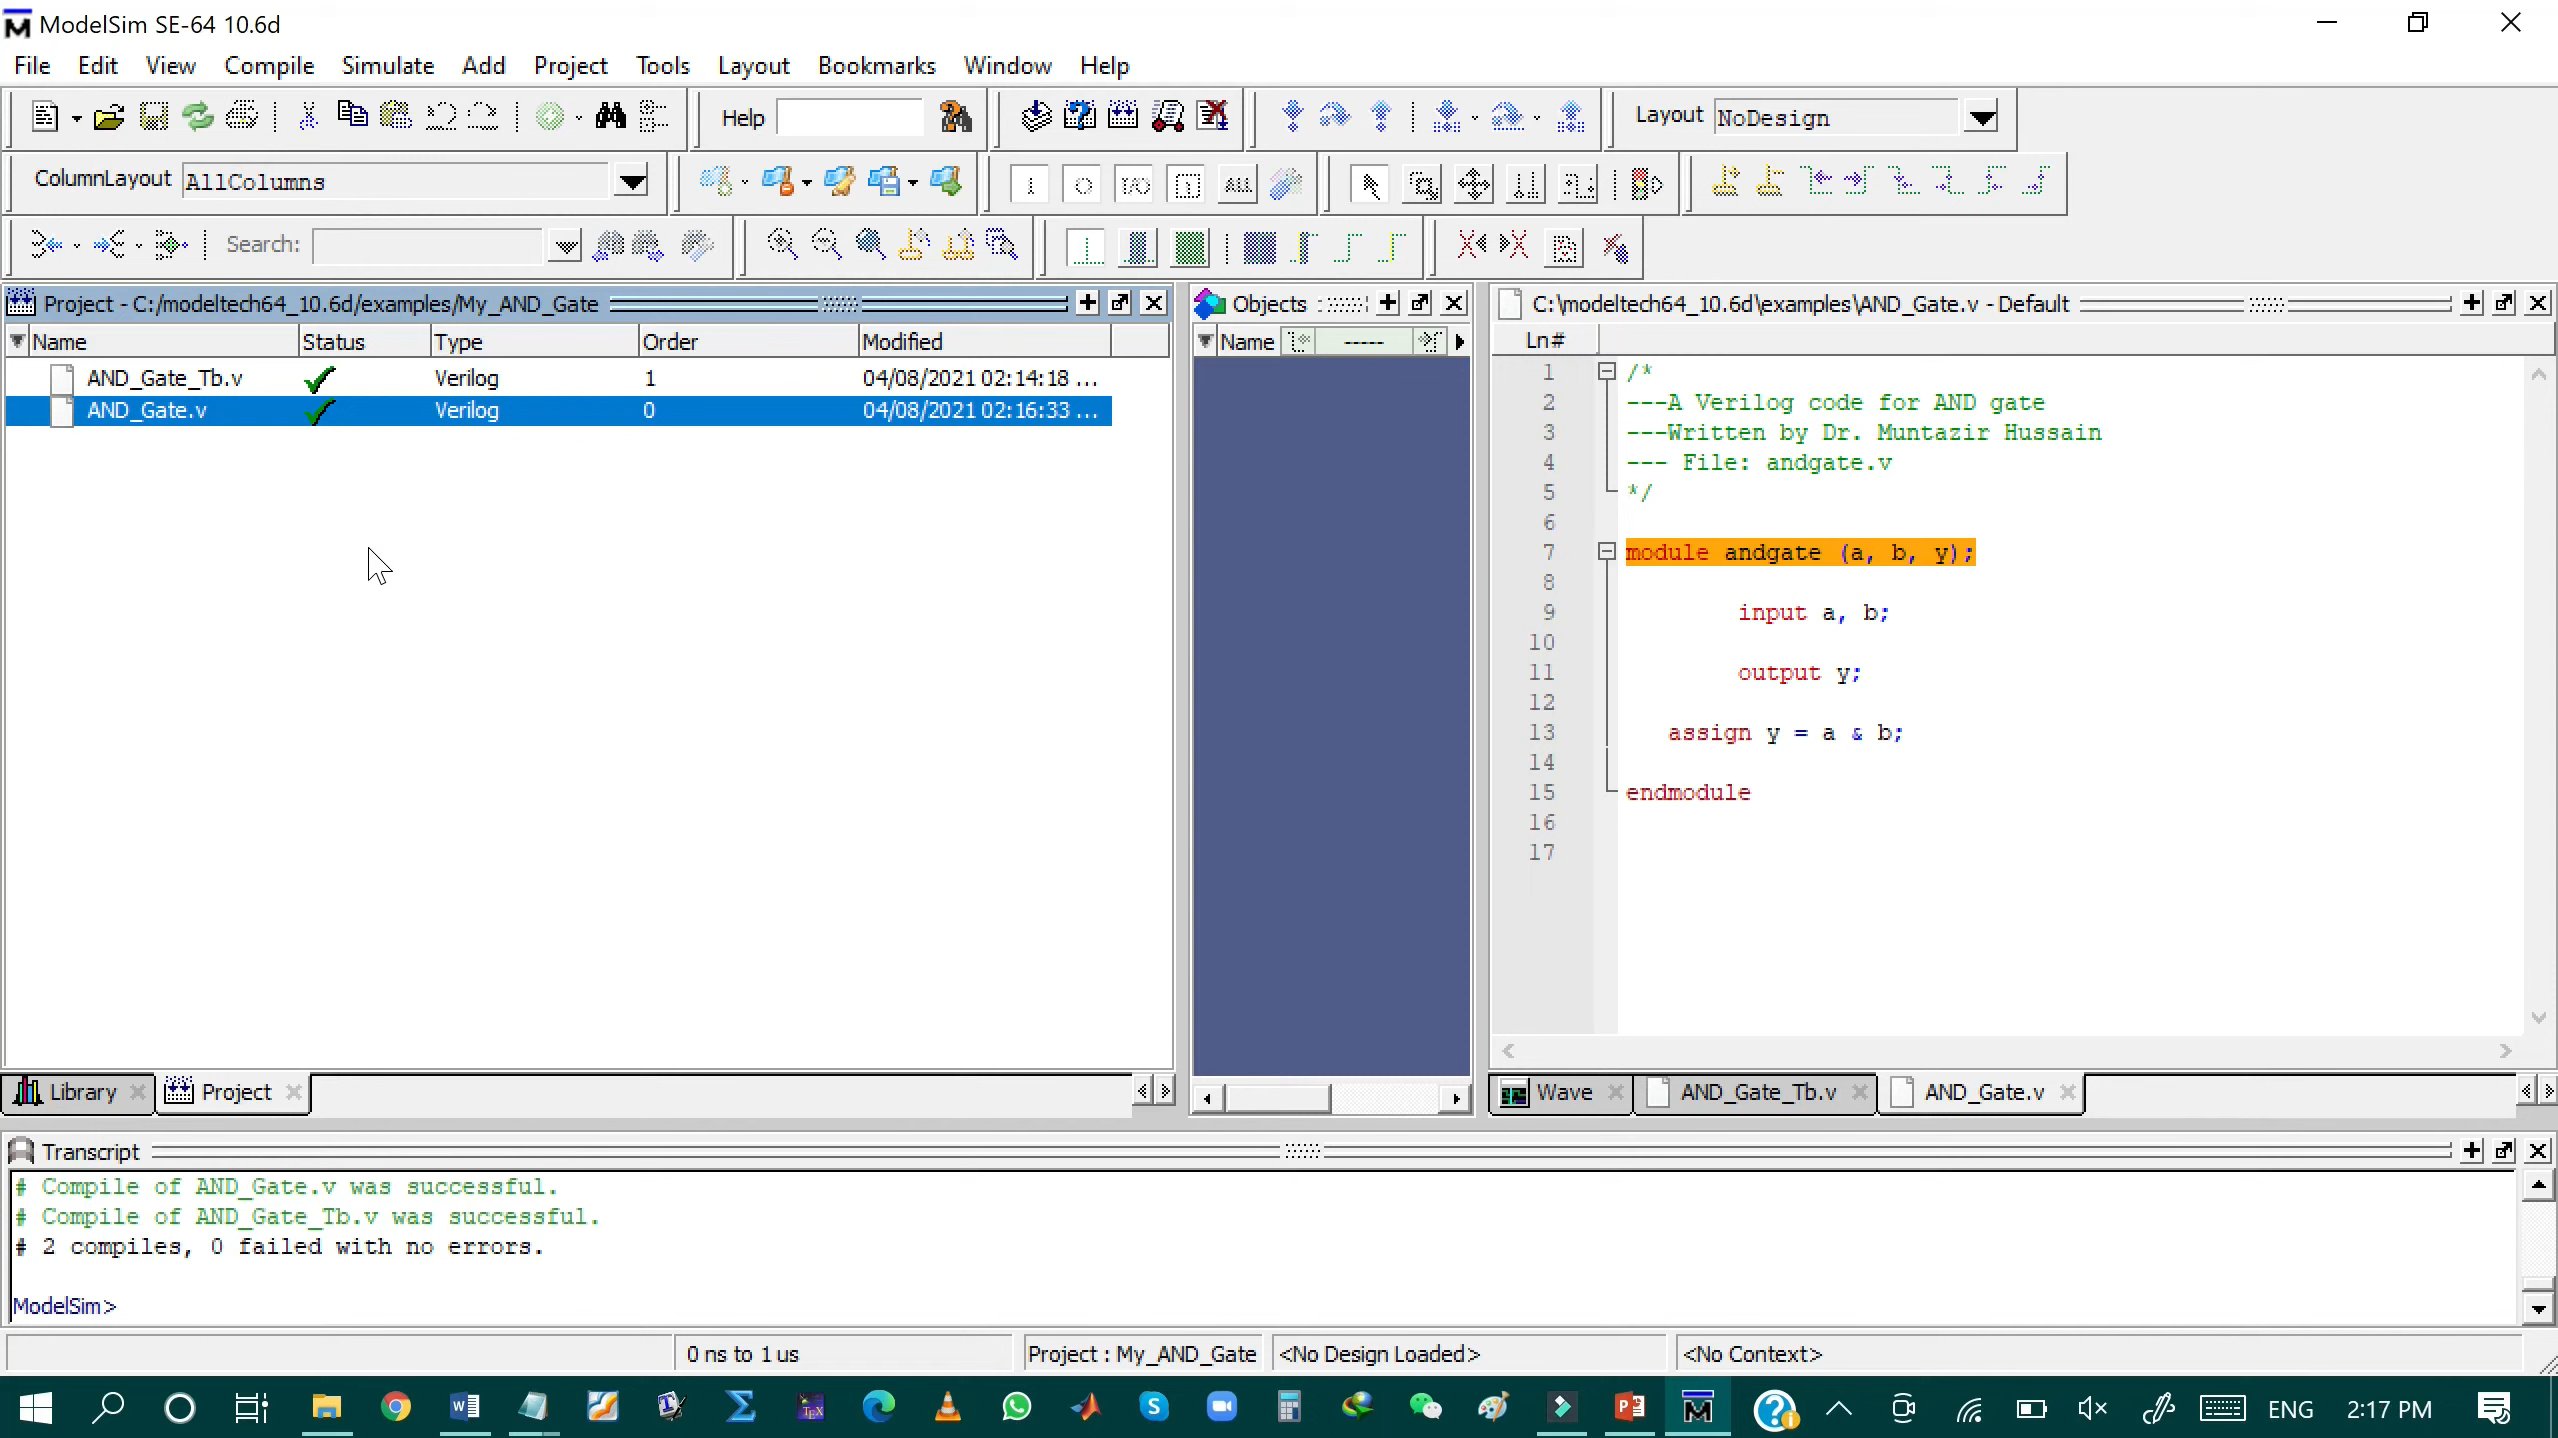 ModelSim SE-64 10.6d
File Edit View Compile Simulate Add Project Tools Layout Bookmarks Window Help
Help
Layout NoDesign
ColumnLayout AllColumns
I/O
ALL
Search:
Project - C:/modeltech64_10.6d/examples/My_AND_Gate
Name Status Type Order Modified
AND_Gate_Tb.v Verilog 1 04/08/2021 02:14:18 ...
AND_Gate.v Verilog 0 04/08/2021 02:16:33 ...
Library Project
Objects
Name
C:\modeltech64_10.6d\examples\AND_Gate.v - Default
Ln#
1 /*
2 ---A Verilog code for AND gate
3 ---Written by Dr. Muntazir Hussain
4 --- File: andgate.v
5 */
6
7 module andgate (a, b, y);
8
9 input a, b;
10
11 output y;
12
13 assign y = a & b;
14
15 endmodule
16
17
Wave AND_Gate_Tb.v AND_Gate.v
Transcript
# Compile of AND_Gate.v was successful.
# Compile of AND_Gate_Tb.v was successful.
# 2 compiles, 0 failed with no errors.
ModelSim>
0 ns to 1 us Project : My_AND_Gate <No Design Loaded> <No Context>
ENG 2:17 PM